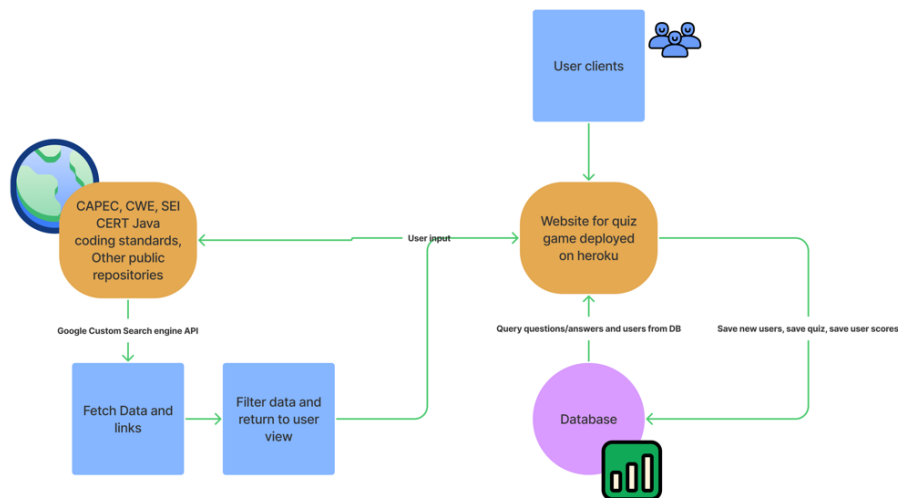 User clients
CAPEC, CWE, SEI
CERT Java
coding standards,
Other public
repositories
User input
Website for quiz
game deployed
on heroku
Google Custom Search engine API
Query questions/answers and users from DB
Save new users, save quiz, save user scores
Fetch Data and
links
Filter data and
return to user
view
Database